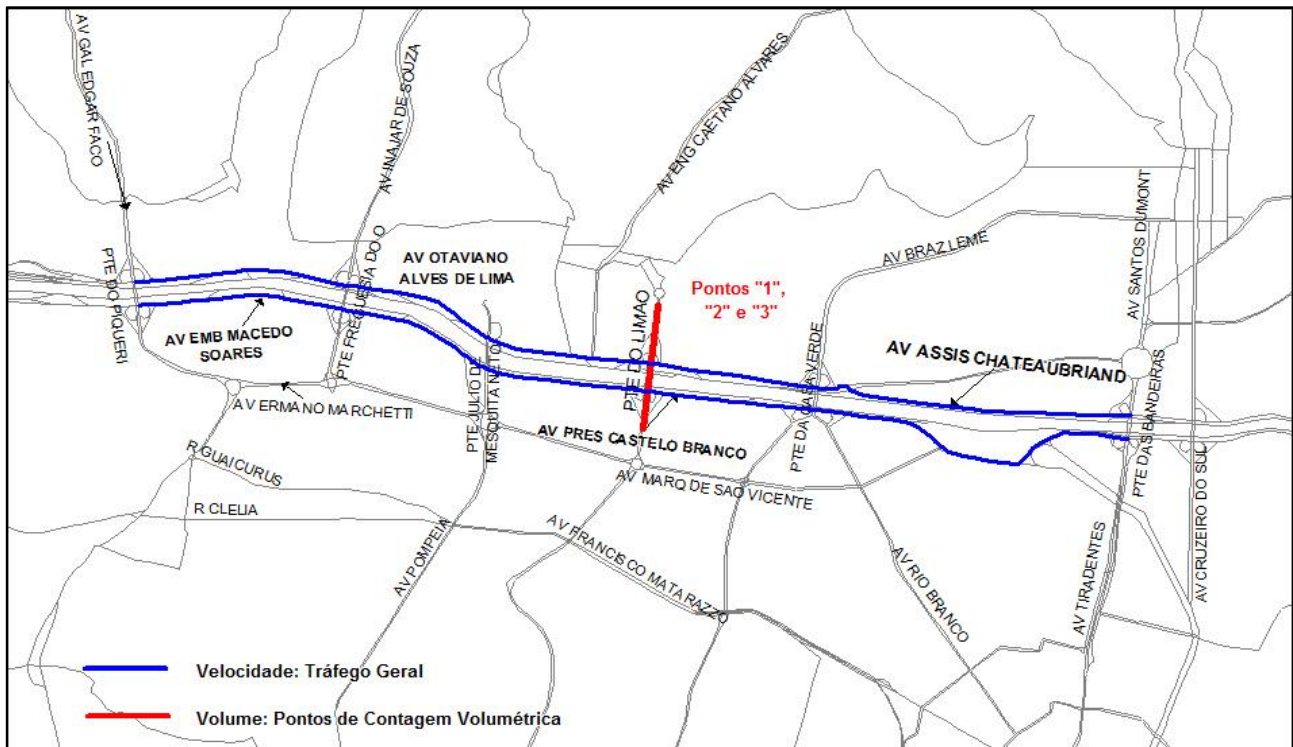 AV GAL EDGAR FACO
AV INAJAR DE SOUZA
AV ENG CAETANO ALVARES
AV BRAZ LEME
AV SANTOS DUMONT
PTE DO PIQUERI
PTE FREGUESIA DO O
AV OTAVIANO
ALVES DE LIMA
PTE DO LIMÃO
Pontos "1",
"2" e "3"
PTE DA CASA VERDE
AV EMB MACEDO
SOARES
AV ASSIS CHATEAUBRIAND
PTE DAS BANDEIRAS
AV ERMANO MARCHETTI
PTE JULIO DE
MESQUITA NETO
AV PRES CASTELO BRANCO
AV MARQ DE SAO VICENTE
R GUAICURUS
R CLELIA
AV POMPEIA
AV FRANCISCO MATARAZZO
AV RIO BRANCO
AV TIRADENTES
AV CRUZEIRO DO SUL
Velocidade: Tráfego Geral
Volume: Pontos de Contagem Volumétrica